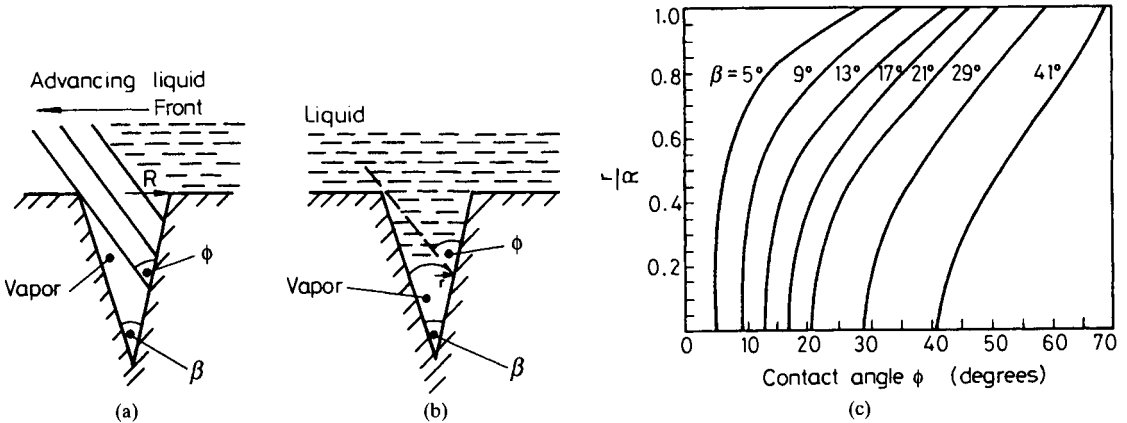 Advancing liquid
Front
R
Vapor
ϕ
β
(a)
Liquid
ϕ
r
Vapor
β
(b)
r/R
1.0
0.8
0.6
0.4
0.2
β = 5° 9° 13° 17° 21° 29° 41°
0 10 20 30 40 50 60 70
Contact angle ϕ (degrees)
(c)